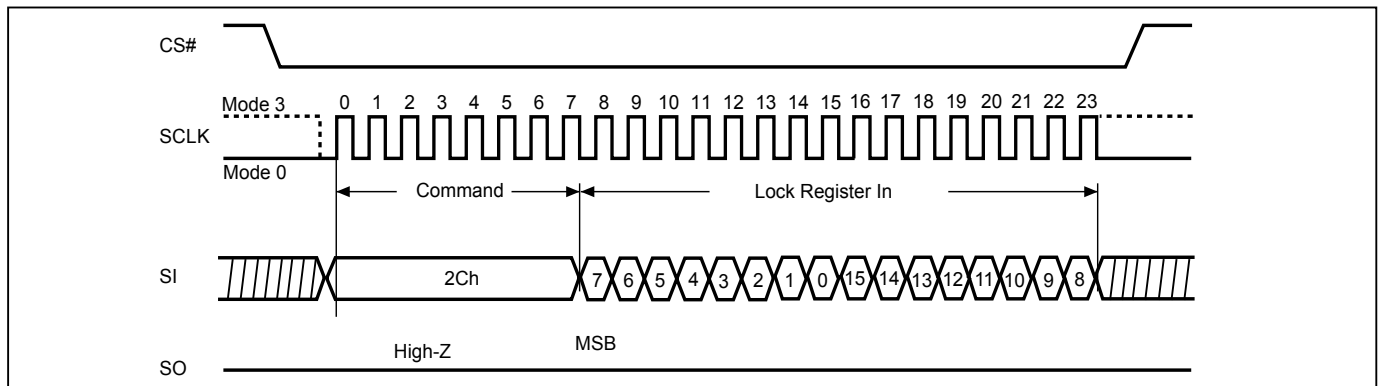 CS#
Mode 3 0 1 2 3 4 5 6 7 8 9 10 11 12 13 14 15 16 17 18 19 20 21 22 23
SCLK
Mode 0
Command Lock Register In
SI 2Ch 7 6 5 4 3 2 1 0 15 14 13 12 11 10 9 8
High-Z MSB
SO